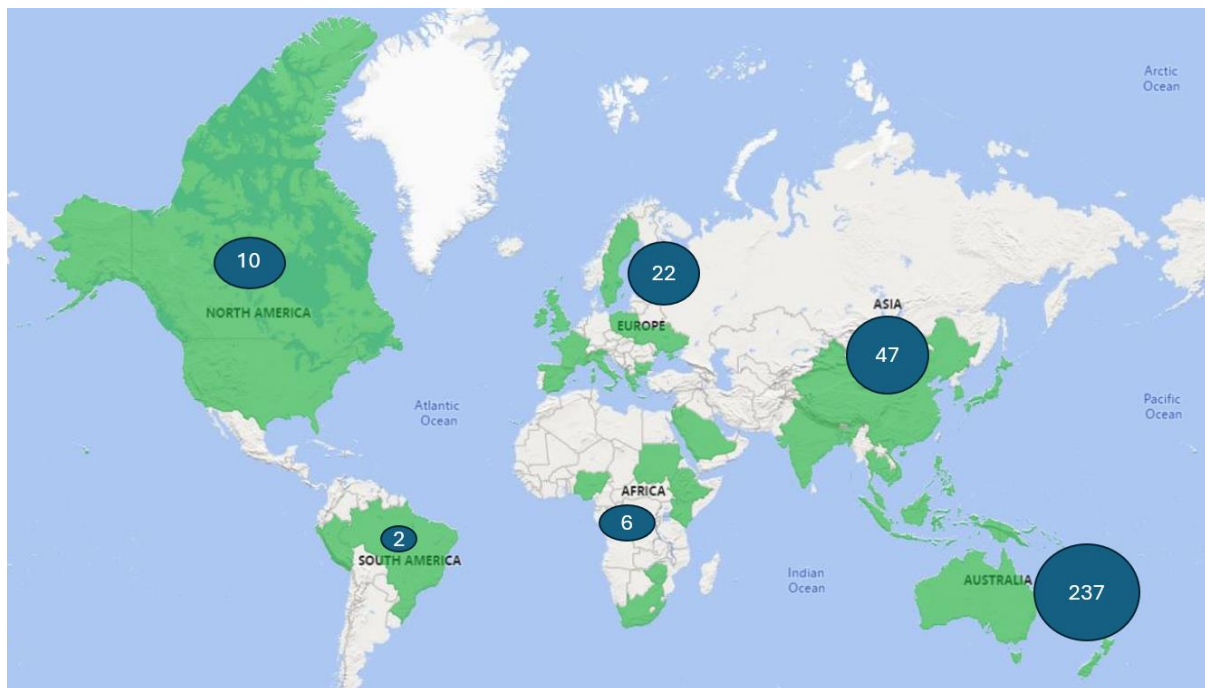 Arctic
Ocean
10
NORTH AMERICA
22
EUROPE
ASIA
47
Atlantic
Ocean
Pacific
Ocean
AFRICA
6
2
SOUTH AMERICA
Indian
Ocean
AUSTRALIA
237